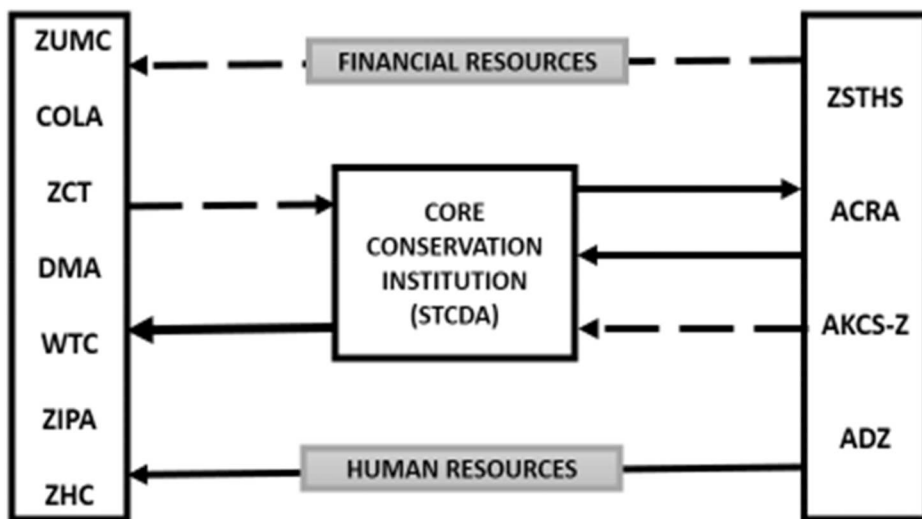 ZUMC
COLA
ZCT
DMA
WTC
ZIPA
ZHC
FINANCIAL RESOURCES
CORE
CONSERVATION
INSTITUTION
(STCDA)
HUMAN RESOURCES
ZSTHS
ACRA
AKCS-Z
ADZ